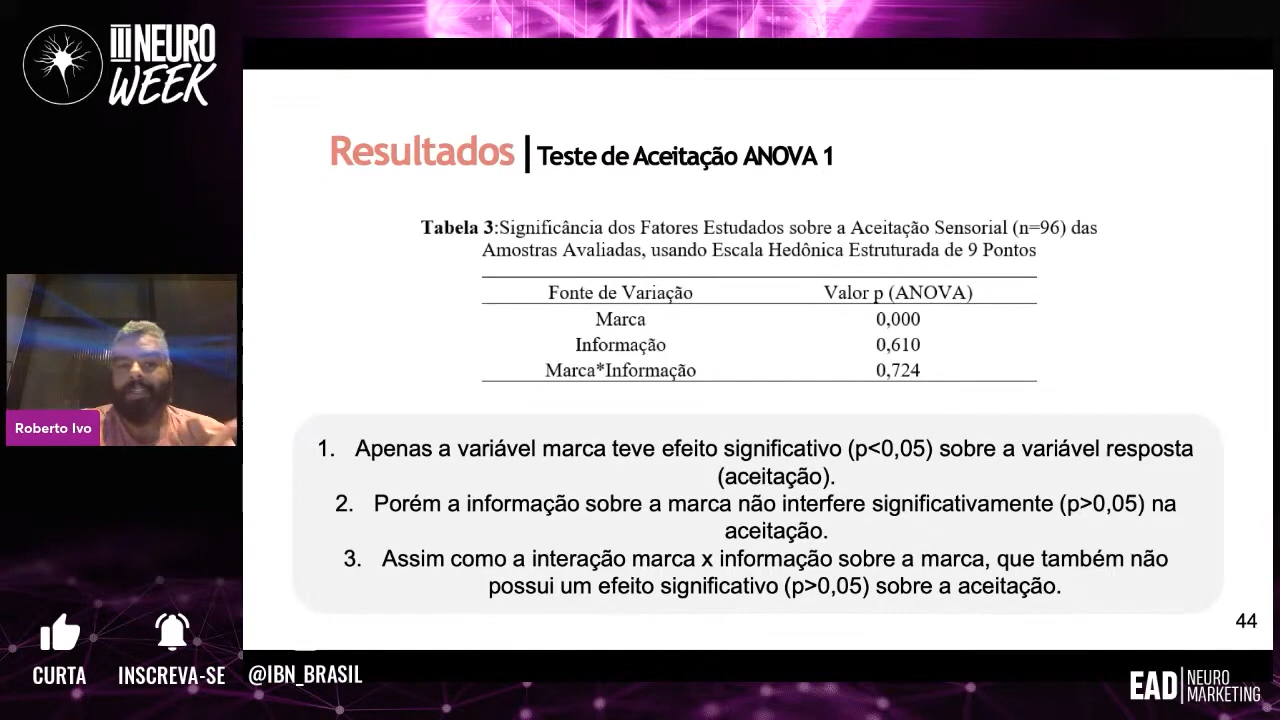 III NEURO
WEEK
Resultados | Teste de Aceitação ANOVA 1
Tabela 3:Significância dos Fatores Estudados sobre a Aceitação Sensorial (n=96) das
Amostras Avaliadas, usando Escala Hedônica Estruturada de 9 Pontos
Fonte de Variação Valor p (ANOVA)
Marca 0,000
Informação 0,610
Marca*Informação 0,724
Roberto Ivo
1. Apenas a variável marca teve efeito significativo (p<0,05) sobre a variável resposta
(aceitação).
2. Porém a informação sobre a marca não interfere significativamente (p>0,05) na
aceitação.
3. Assim como a interação marca x informação sobre a marca, que também não
possui um efeito significativo (p>0,05) sobre a aceitação.
44
CURTA
INSCREVA-SE
@IBN_BRASIL
EAD NEURO
MARKETING